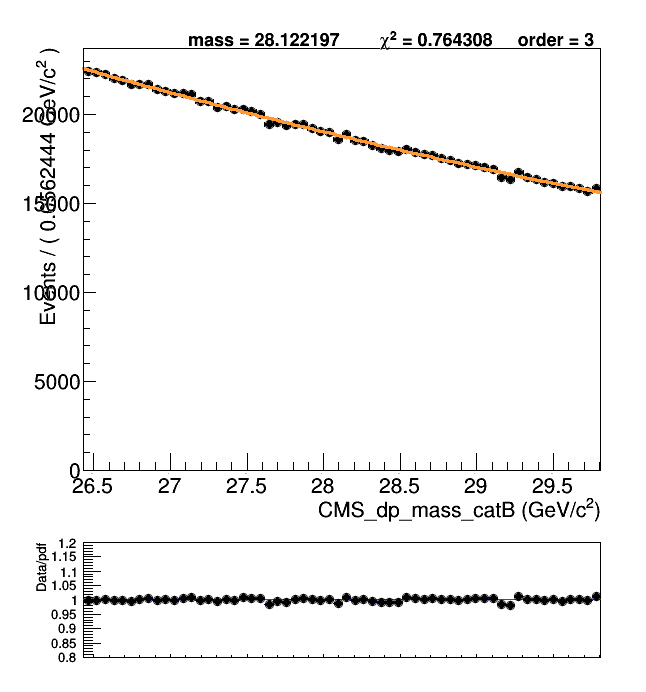 mass = 28.122197 χ² = 0.764308 order = 3
Events / ( 0.0562444 GeV/c² )
20000
15000
10000
5000
0
26.5 27 27.5 28 28.5 29 29.5
CMS_dp_mass_catB (GeV/c²)
Data/pdf
1.2
1.15
1.1
1.05
1
0.95
0.9
0.85
0.8